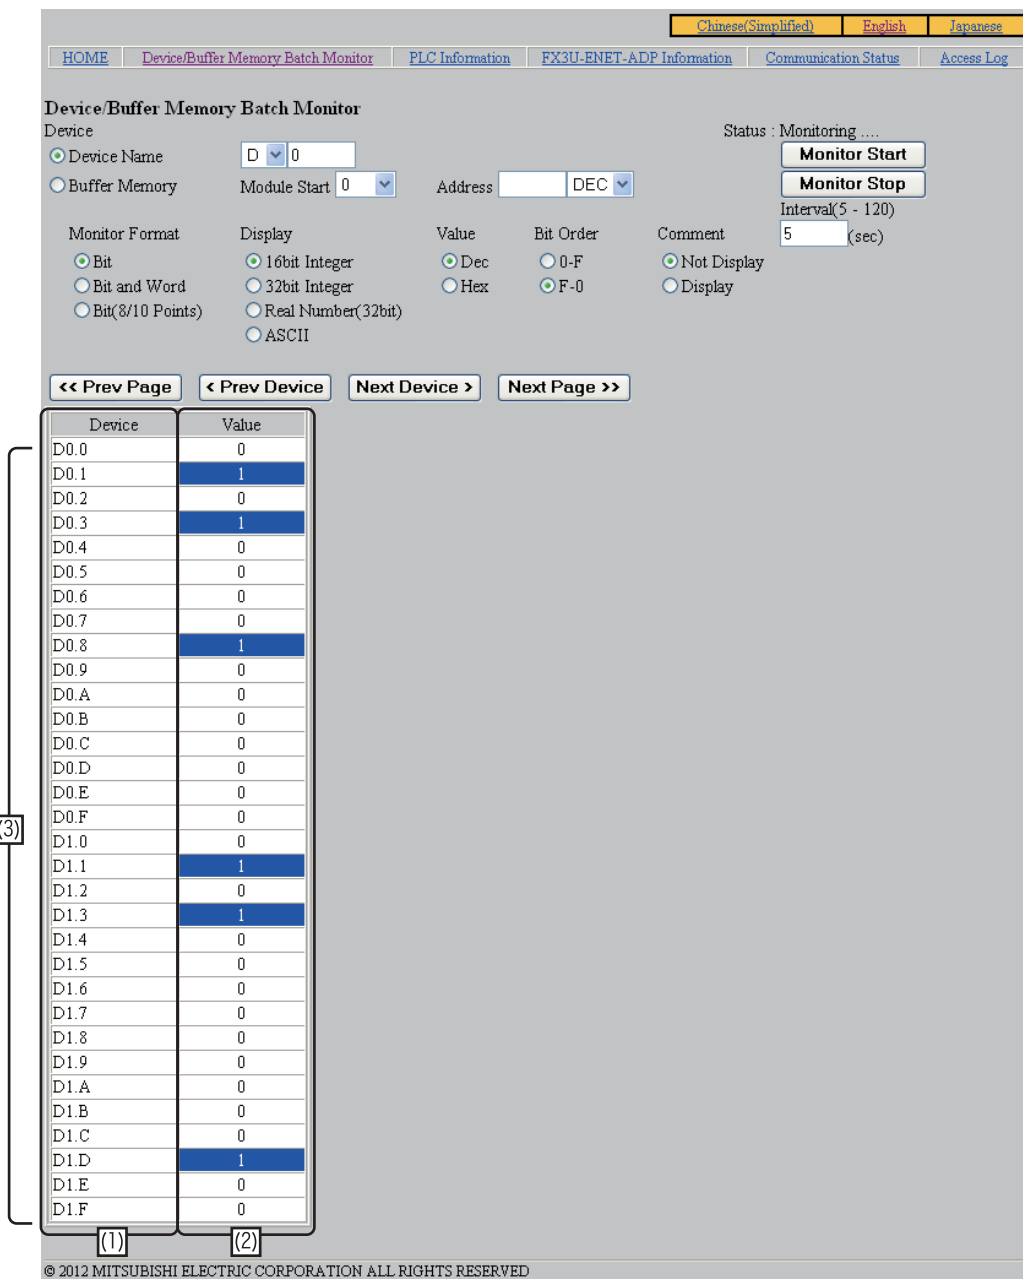 Chinese(Simplified) English Japanese
HOME Device/Buffer Memory Batch Monitor PLC Information FX3U-ENET-ADP Information Communication Status Access Log
Device/Buffer Memory Batch Monitor
Device Status : Monitoring ....
Device Name D 0 Monitor Start
Buffer Memory Module Start 0 Address DEC Monitor Stop
Interval(5 - 120)
5 (sec)
Monitor Format Display Value Bit Order Comment
Bit 16bit Integer Dec 0-F Not Display
Bit and Word 32bit Integer Hex F-0 Display
Bit(8/10 Points) Real Number(32bit)
ASCII
<< Prev Page < Prev Device Next Device > Next Page >>
Device Value
D0.0 0
D0.1 1
D0.2 0
D0.3 1
D0.4 0
D0.5 0
D0.6 0
D0.7 0
D0.8 1
D0.9 0
D0.A 0
D0.B 0
D0.C 0
D0.D 0
D0.E 0
D0.F 0
(3)
D1.0 0
D1.1 1
D1.2 0
D1.3 1
D1.4 0
D1.5 0
D1.6 0
D1.7 0
D1.8 0
D1.9 0
D1.A 0
D1.B 0
D1.C 0
D1.D 1
D1.E 0
D1.F 0
(1) (2)
© 2012 MITSUBISHI ELECTRIC CORPORATION ALL RIGHTS RESERVED